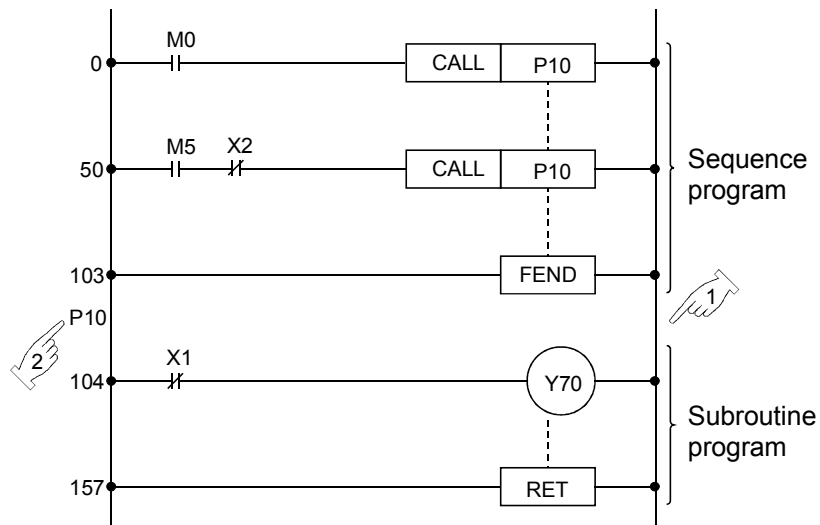 M0
0 CALL P10
M5 X2
50 CALL P10
Sequence
program
103 FEND
1
P10
2
X1
104 Y70
Subroutine
program
157 RET